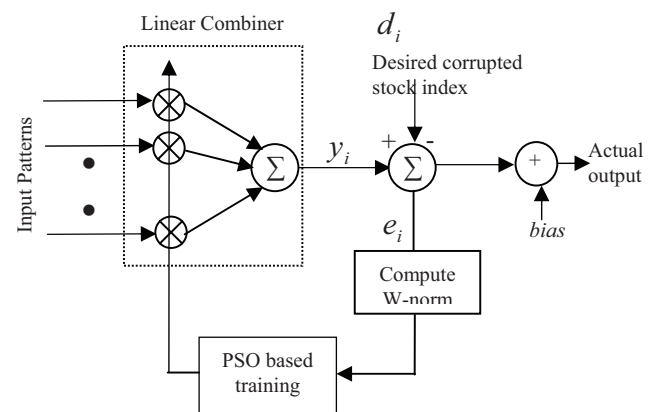 Linear Combiner
d_i
Desired corrupted
stock index
Input Patterns
Σ
y_i
+
-
Σ
+
Actual
output
e_i
bias
Compute
W-norm
PSO based
training